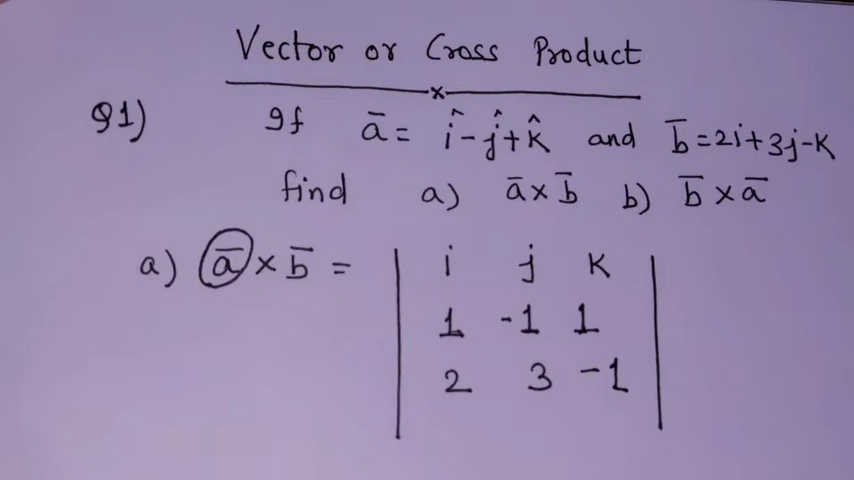 Vector or Cross Product
Q1) If a̅ = î - ĵ + k̂ and b̅ = 2i + 3j - k
find a) a̅ × b̅ b) b̅ × a̅
a) a̅ × b̅ = | i j k |
| 1 -1 1 |
| 2 3 -1 |